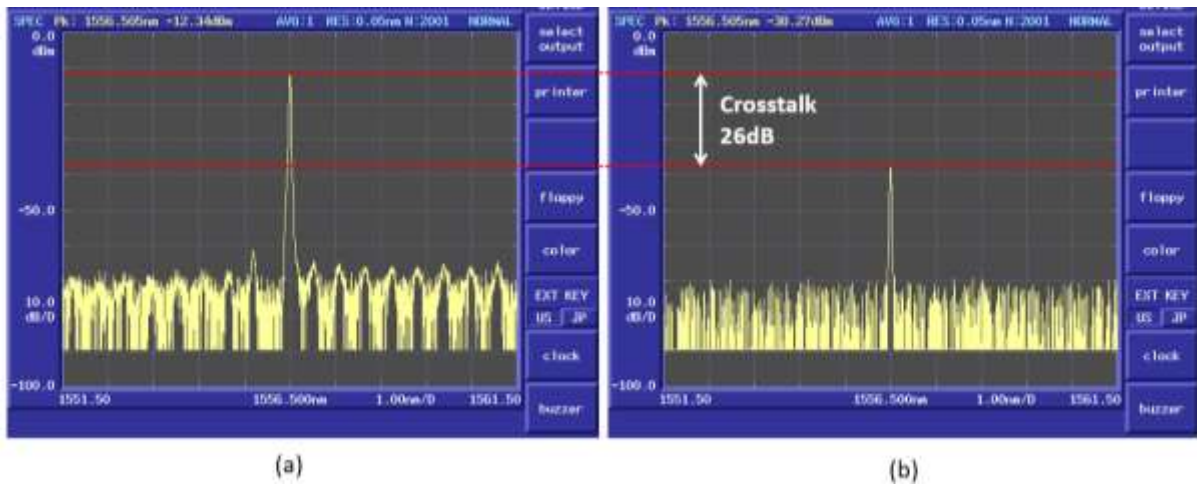 SPEC Pk: 1556.505nm -12.34dBm AVG:1 RES:0.05nm N:2001 NORMAL
0.0
dBm
-50.0
10.0
dB/D
-100.0
1551.50 1556.500nm 1.00nm/D 1561.50
select
output
printer
floppy
color
EXT KEY
US JP
clock
buzzer
(a)
SPEC Pk: 1556.505nm -38.27dBm AVG:1 RES:0.05nm N:2001 NORMAL
0.0
dBm
Crosstalk
26dB
-50.0
10.0
dB/D
-100.0
1551.50 1556.500nm 1.00nm/D 1561.50
select
output
printer
floppy
color
EXT KEY
US JP
clock
buzzer
(b)